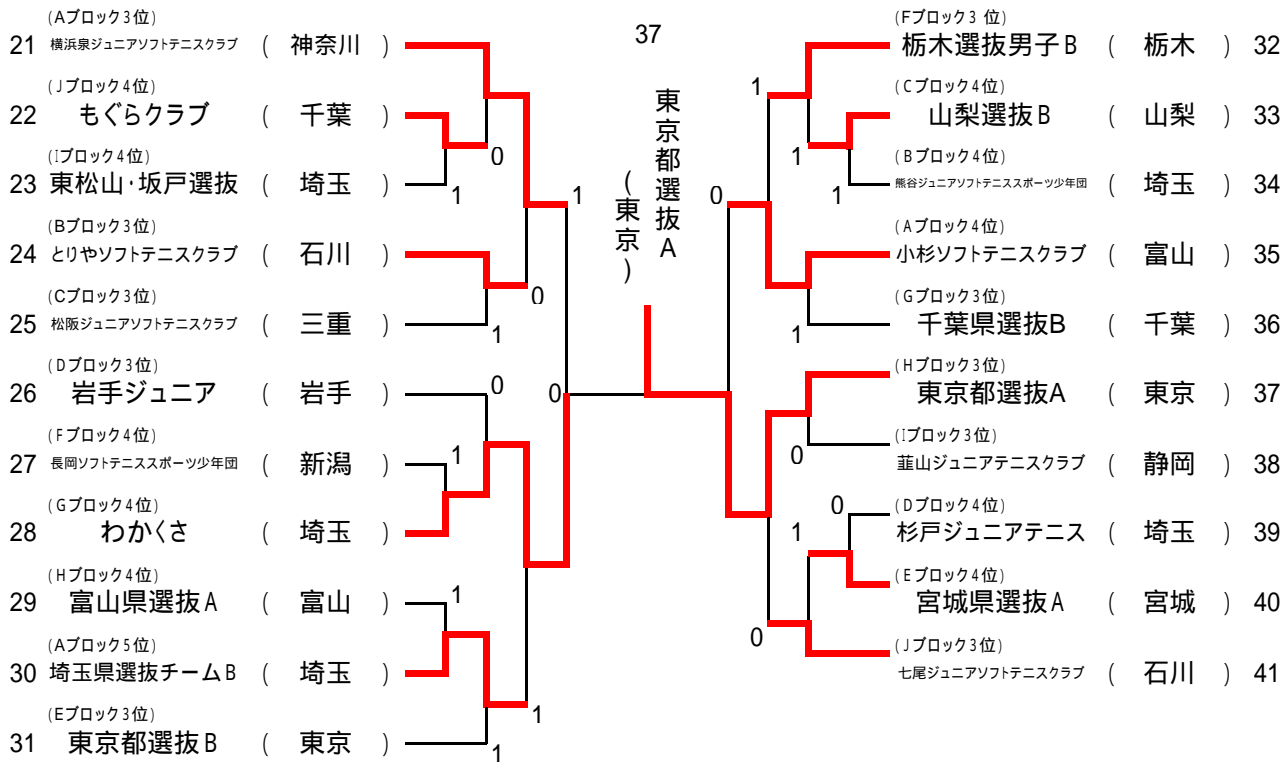 (Aブロック3位)
21 横浜泉ジュニアソフトテニスクラブ ( 神奈川 )
(Jブロック4位)
22 もぐらクラブ ( 千葉 )
0
(Iブロック4位)
23 東松山・坂戸選抜 ( 埼玉 )
1
1
(Bブロック3位)
24 とりやソフトテニスクラブ ( 石川 )
0
(Cブロック3位)
25 松阪ジュニアソフトテニスクラブ ( 三重 )
1
(Dブロック3位)
26 岩手ジュニア ( 岩手 )
0
0
(Fブロック4位)
27 長岡ソフトテニススポーツ少年団 ( 新潟 )
1
(Gブロック4位)
28 わかくさ ( 埼玉 )
(Hブロック4位)
29 富山県選抜A ( 富山 )
1
(Aブロック5位)
30 埼玉県選抜チームB ( 埼玉 )
1
(Eブロック3位)
31 東京都選抜B ( 東京 )
1
37
東京都選抜A
(東京)
(Fブロック3位)
栃木選抜男子B ( 栃木 ) 32
1
(Cブロック4位)
山梨選抜B ( 山梨 ) 33
1
(Bブロック4位)
熊谷ジュニアソフトテニススポーツ少年団 ( 埼玉 ) 34
1
0
(Aブロック4位)
小杉ソフトテニスクラブ ( 富山 ) 35
(Gブロック3位)
千葉県選抜B ( 千葉 ) 36
1
(Hブロック3位)
東京都選抜A ( 東京 ) 37
(Iブロック3位)
韮山ジュニアテニスクラブ ( 静岡 ) 38
0
(Dブロック4位)
杉戸ジュニアテニス ( 埼玉 ) 39
0
1
(Eブロック4位)
宮城県選抜A ( 宮城 ) 40
0
(Jブロック3位)
七尾ジュニアソフトテニスクラブ ( 石川 ) 41